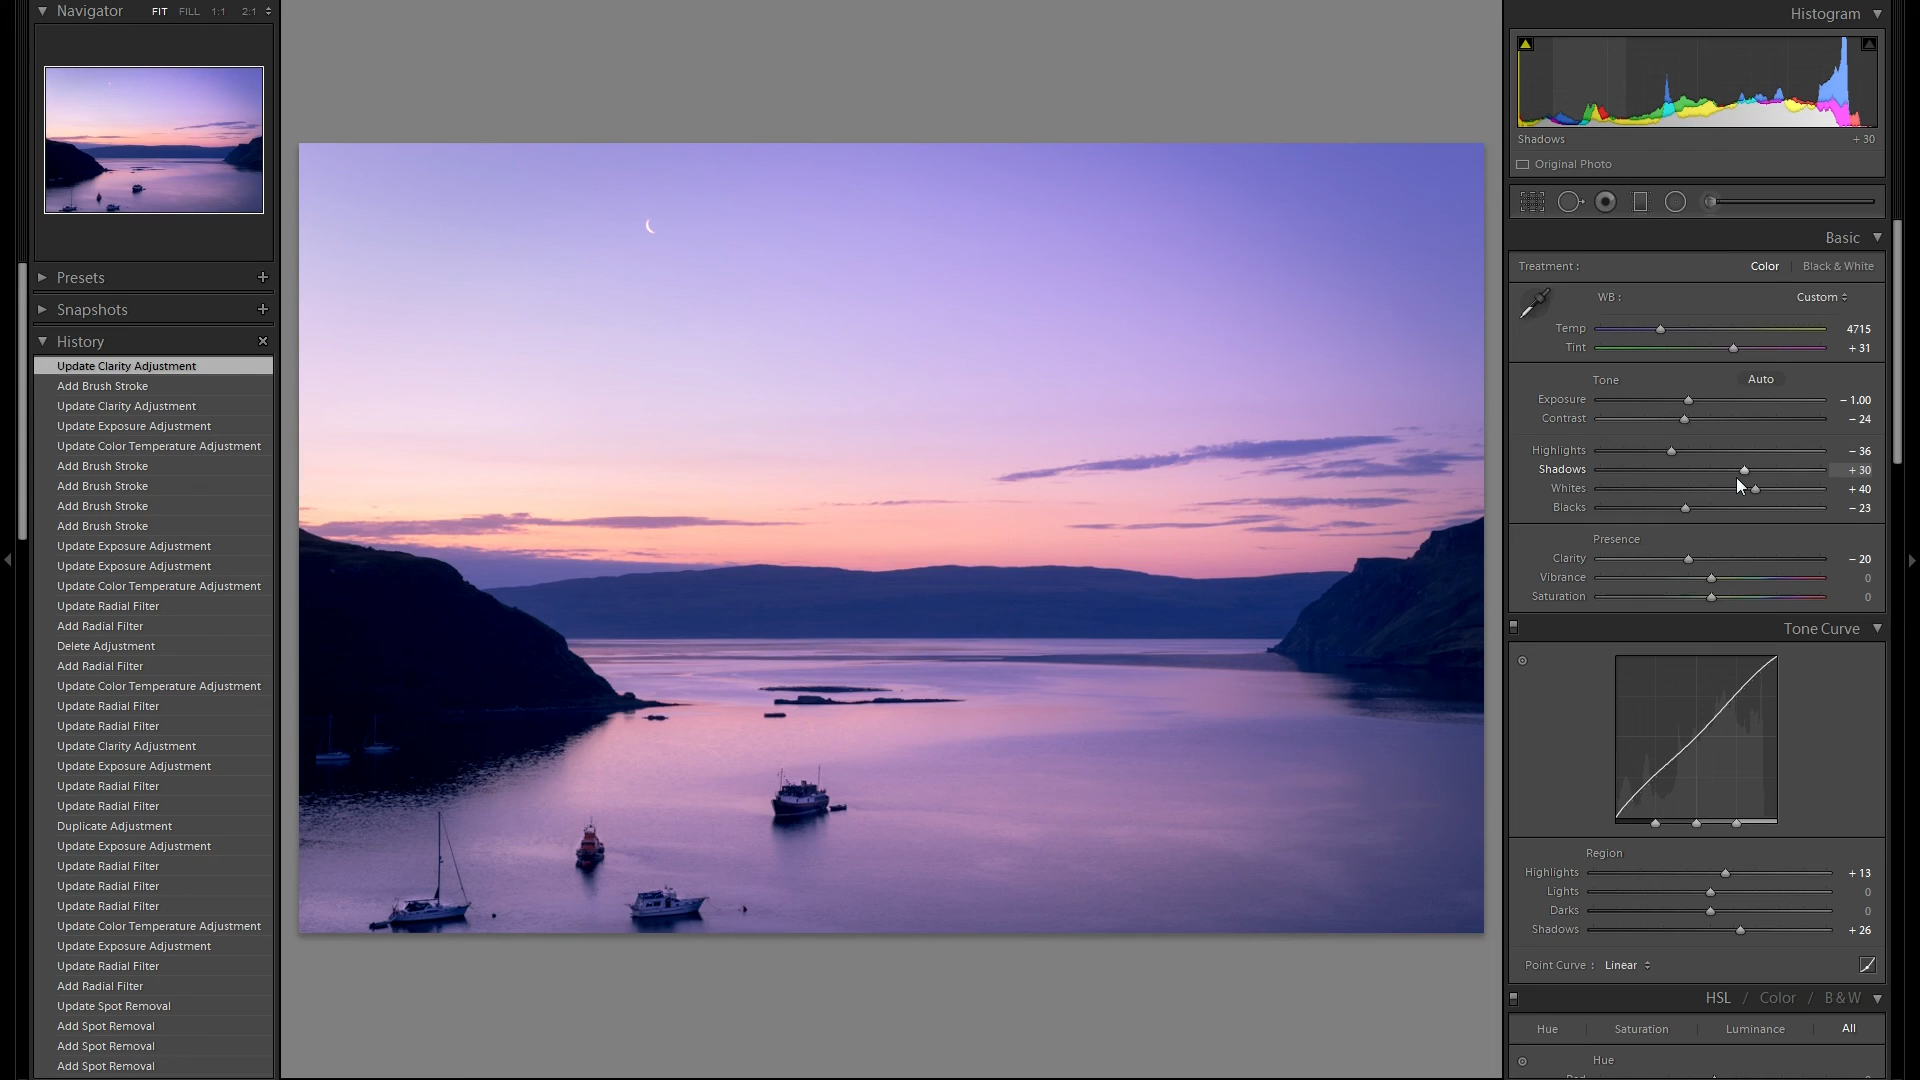 Navigator FIT FILL 1:1 2:1
Presets
Snapshots
History
Update Clarity Adjustment
Add Brush Stroke
Update Clarity Adjustment
Update Exposure Adjustment
Update Color Temperature Adjustment
Add Brush Stroke
Add Brush Stroke
Add Brush Stroke
Add Brush Stroke
Update Exposure Adjustment
Update Exposure Adjustment
Update Color Temperature Adjustment
Update Radial Filter
Add Radial Filter
Delete Adjustment
Add Radial Filter
Update Color Temperature Adjustment
Update Radial Filter
Update Radial Filter
Update Clarity Adjustment
Update Exposure Adjustment
Update Radial Filter
Update Radial Filter
Duplicate Adjustment
Update Exposure Adjustment
Update Radial Filter
Update Radial Filter
Update Radial Filter
Update Color Temperature Adjustment
Update Exposure Adjustment
Update Radial Filter
Add Radial Filter
Update Spot Removal
Add Spot Removal
Add Spot Removal
Add Spot Removal
Histogram
Shadows + 30
Original Photo
Basic
Treatment : Color Black & White
WB : Custom
Temp 4715
Tint + 31
Tone Auto
Exposure − 1.00
Contrast − 24
Highlights − 36
Shadows + 30
Whites + 40
Blacks − 23
Presence
Clarity − 20
Vibrance 0
Saturation 0
Tone Curve
Region
Highlights + 13
Lights 0
Darks 0
Shadows + 26
Point Curve : Linear
HSL / Color / B & W
Hue Saturation Luminance All
Hue